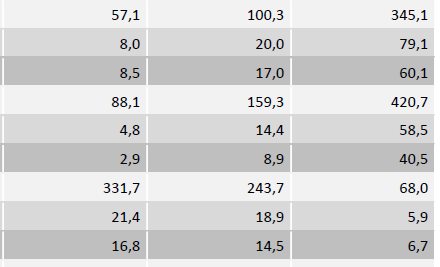 57,1 100,3 345,1
8,0 20,0 79,1
8,5 17,0 60,1
88,1 159,3 420,7
4,8 14,4 58,5
2,9 8,9 40,5
331,7 243,7 68,0
21,4 18,9 5,9
16,8 14,5 6,7